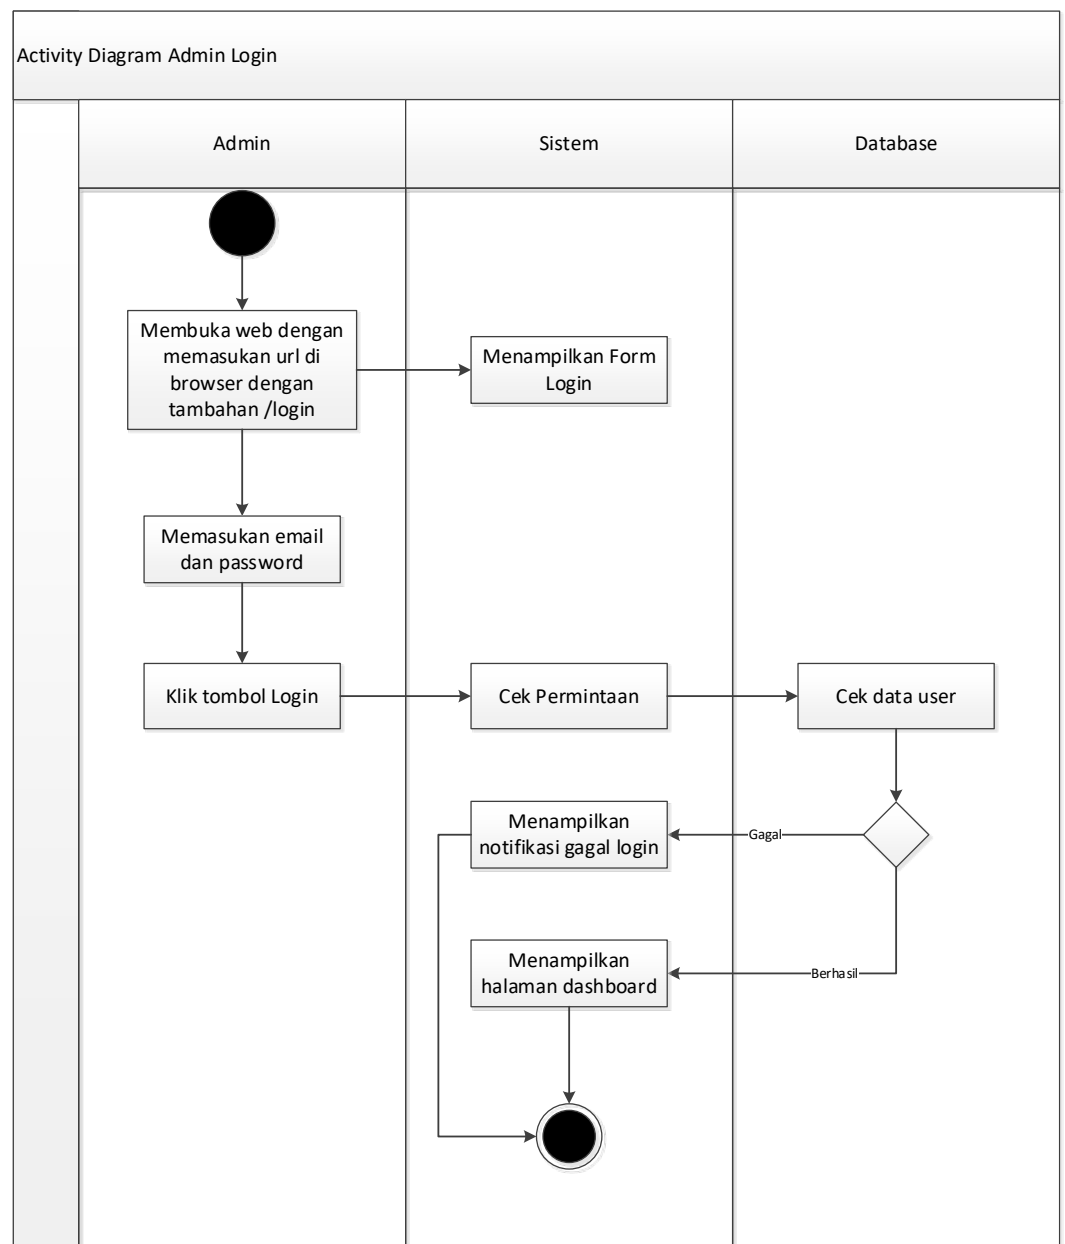 Activity Diagram Admin Login
Admin
Sistem
Database
Membuka web dengan
memasukan url di
browser dengan
tambahan /login
Menampilkan Form
Login
Memasukan email
dan password
Klik tombol Login
Cek Permintaan
Cek data user
Menampilkan
notifikasi gagal login
Gagal
Menampilkan
halaman dashboard
Berhasil